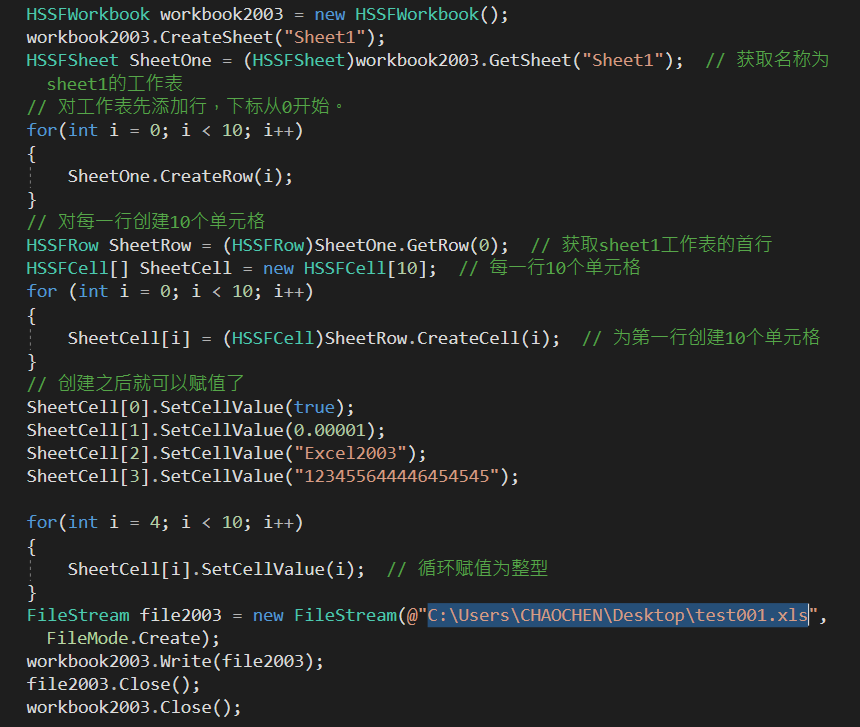 HSSFWorkbook workbook2003 = new HSSFWorkbook();
workbook2003.CreateSheet("Sheet1");
HSSFSheet SheetOne = (HSSFSheet)workbook2003.GetSheet("Sheet1");  // 获取名称为
sheet1的工作表
// 对工作表先添加行，下标从0开始。
for(int i = 0; i < 10; i++)
{
SheetOne.CreateRow(i);
}
// 对每一行创建10个单元格
HSSFRow SheetRow = (HSSFRow)SheetOne.GetRow(0);  // 获取sheet1工作表的首行
HSSFCell[] SheetCell = new HSSFCell[10];  // 每一行10个单元格
for (int i = 0; i < 10; i++)
{
SheetCell[i] = (HSSFCell)SheetRow.CreateCell(i);  // 为第一行创建10个单元格
}
// 创建之后就可以赋值了
SheetCell[0].SetCellValue(true);
SheetCell[1].SetCellValue(0.00001);
SheetCell[2].SetCellValue("Excel2003");
SheetCell[3].SetCellValue("123455644446454545");
for(int i = 4; i < 10; i++)
{
SheetCell[i].SetCellValue(i);  // 循环赋值为整型
}
FileStream file2003 = new FileStream(@"C:\Users\CHAOCHEN\Desktop\test001.xls",
FileMode.Create);
workbook2003.Write(file2003);
file2003.Close();
workbook2003.Close();